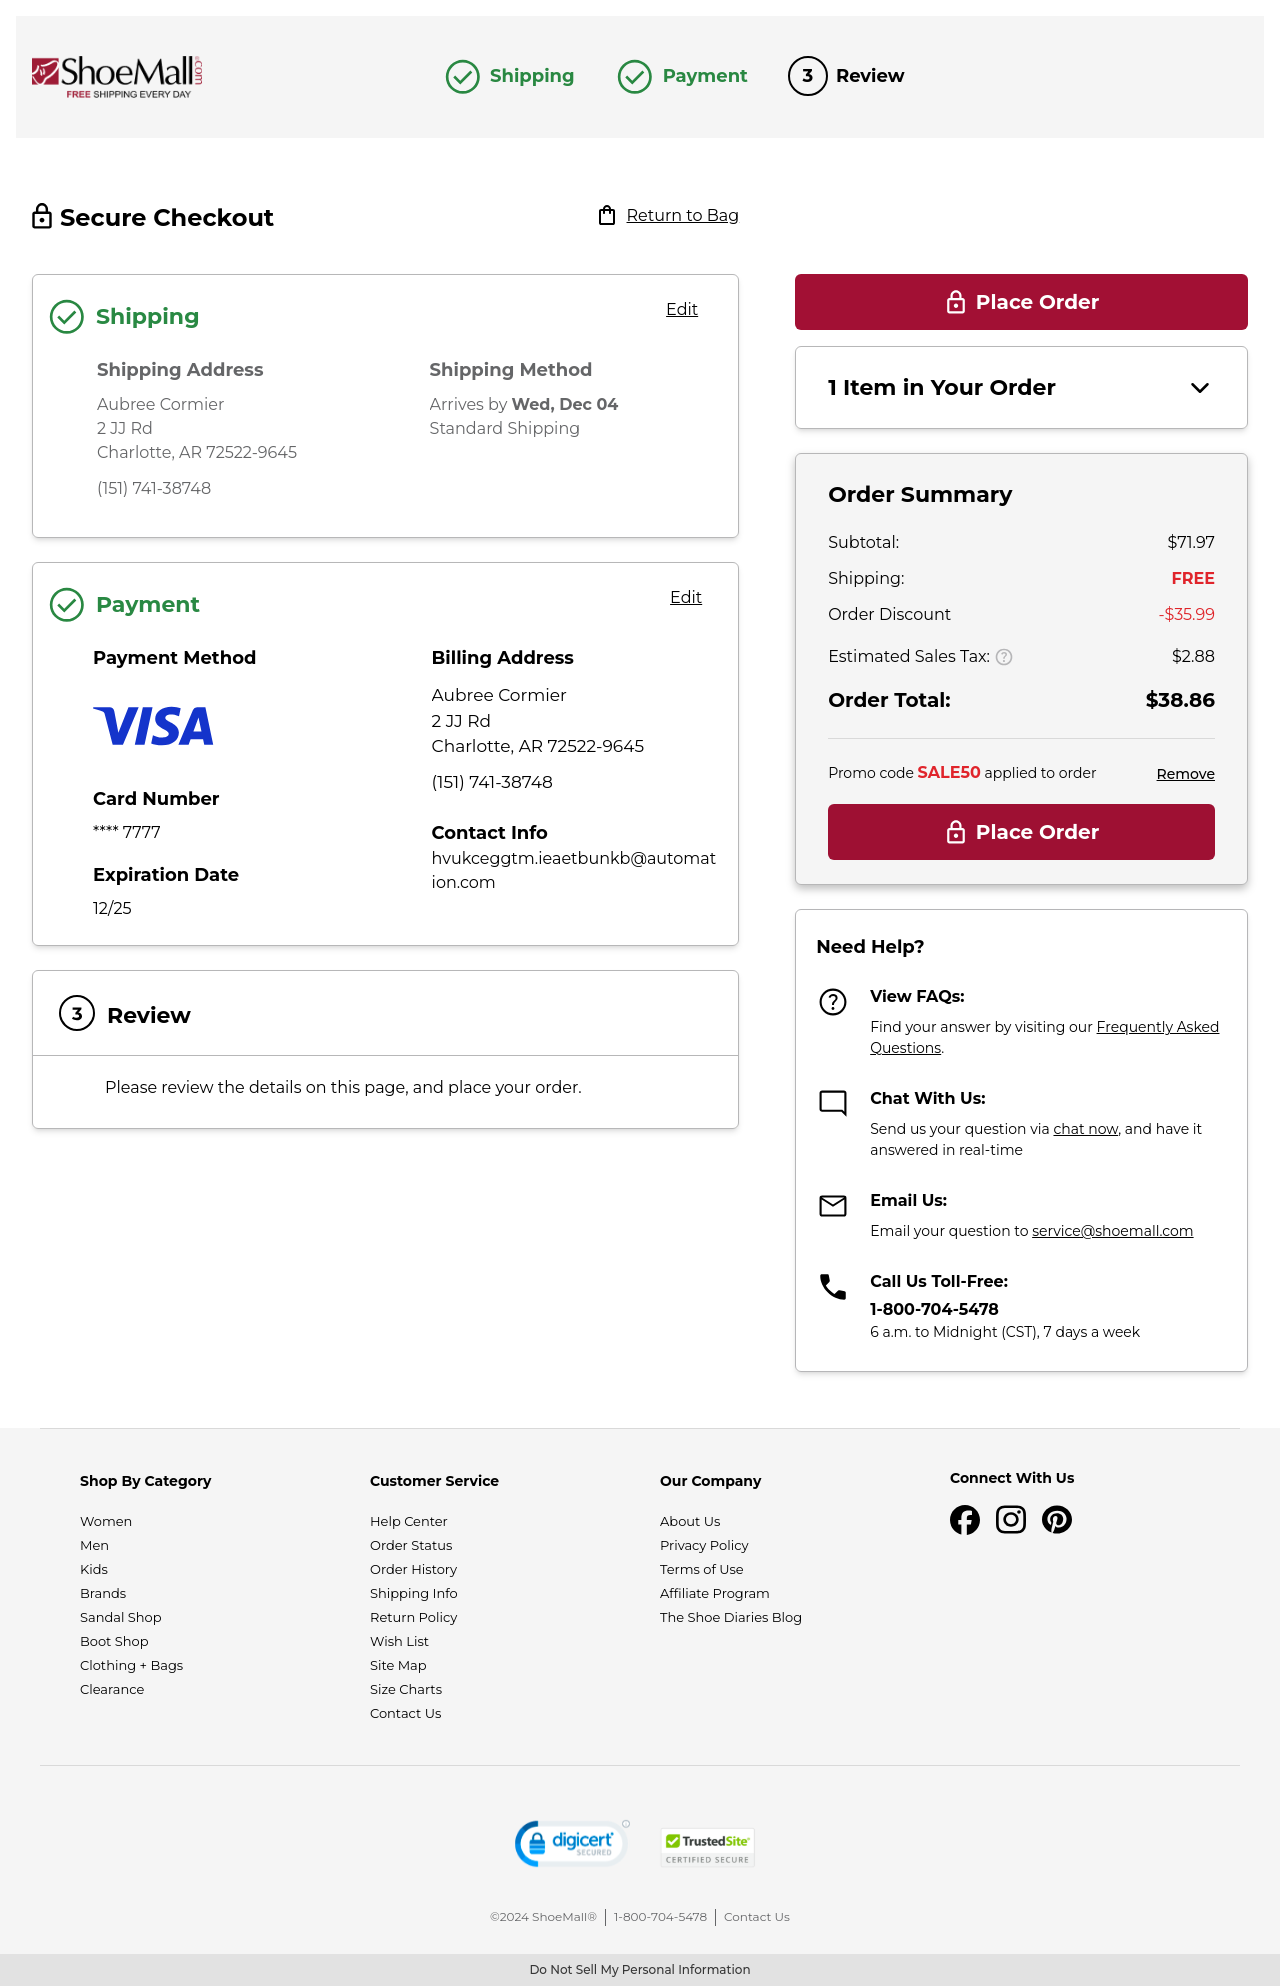 ShoeMall.com
FREE SHIPPING EVERY DAY
Shipping
Payment
3 Review
Secure Checkout
Return to Bag
Shipping
Edit
Shipping Address
Aubree Cormier
2 JJ Rd
Charlotte, AR 72522-9645
(151) 741-38748
Shipping Method
Arrives by Wed, Dec 04
Standard Shipping
Payment
Edit
Payment Method
VISA
Card Number
**** 7777
Expiration Date
12/25
Billing Address
Aubree Cormier
2 JJ Rd
Charlotte, AR 72522-9645
(151) 741-38748
Contact Info
hvukceggtm.ieaetbunkb@automat
ion.com
3 Review
Please review the details on this page, and place your order.
Place Order
1 Item in Your Order
Order Summary
Subtotal: $71.97
Shipping: FREE
Order Discount -$35.99
Estimated Sales Tax: ? $2.88
Order Total: $38.86
Promo code SALE50 applied to order Remove
Place Order
Need Help?
View FAQs:
Find your answer by visiting our Frequently Asked
Questions.
Chat With Us:
Send us your question via chat now, and have it
answered in real-time
Email Us:
Email your question to service@shoemall.com
Call Us Toll-Free:
1-800-704-5478
6 a.m. to Midnight (CST), 7 days a week
Shop By Category
Women
Men
Kids
Brands
Sandal Shop
Boot Shop
Clothing + Bags
Clearance
Customer Service
Help Center
Order Status
Order History
Shipping Info
Return Policy
Wish List
Site Map
Size Charts
Contact Us
Our Company
About Us
Privacy Policy
Terms of Use
Affiliate Program
The Shoe Diaries Blog
Connect With Us
digicert
SECURED
TrustedSite
CERTIFIED SECURE
©2024 ShoeMall® | 1-800-704-5478 | Contact Us
Do Not Sell My Personal Information